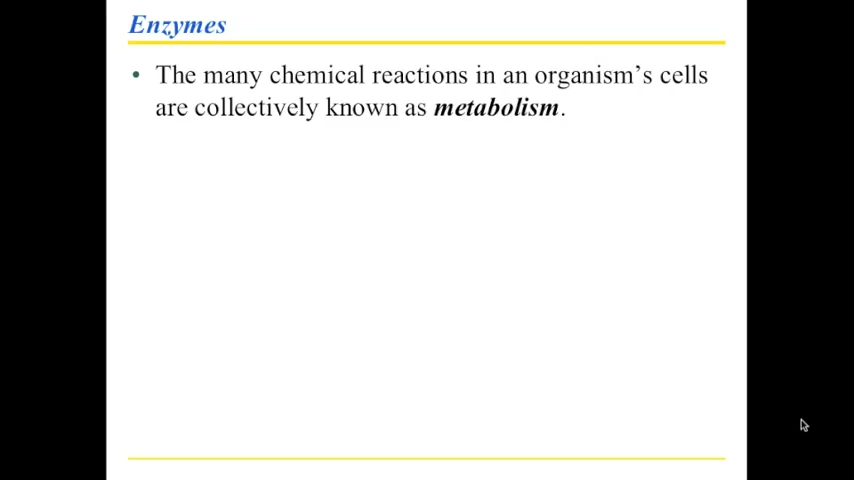 Enzymes
• The many chemical reactions in an organism’s cells
are collectively known as metabolism.